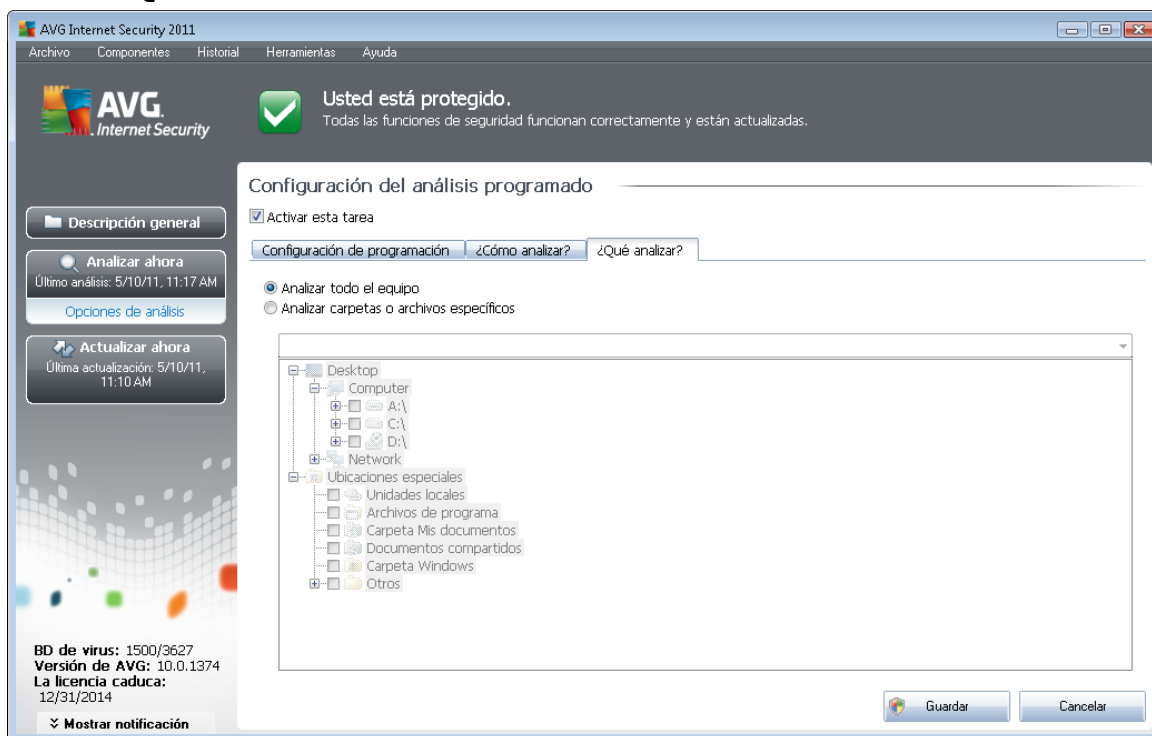 AVG Internet Security 2011
Archivo Componentes Historial Herramientas Ayuda
AVG.
Internet Security
Usted está protegido.
Todas las funciones de seguridad funcionan correctamente y están actualizadas.
Configuración del análisis programado
Activar esta tarea
Descripción general
Analizar ahora
Último análisis: 5/10/11, 11:17 AM
Opciones de análisis
Actualizar ahora
Última actualización: 5/10/11,
11:10 AM
Configuración de programación ¿Cómo analizar? ¿Qué analizar?
Analizar todo el equipo
Analizar carpetas o archivos específicos
Desktop
Computer
A:\
C:\
D:\
Network
Ubicaciones especiales
Unidades locales
Archivos de programa
Carpeta Mis documentos
Documentos compartidos
Carpeta Windows
Otros
BD de virus: 1500/3627
Versión de AVG: 10.0.1374
La licencia caduca:
12/31/2014
Mostrar notificación
Guardar Cancelar